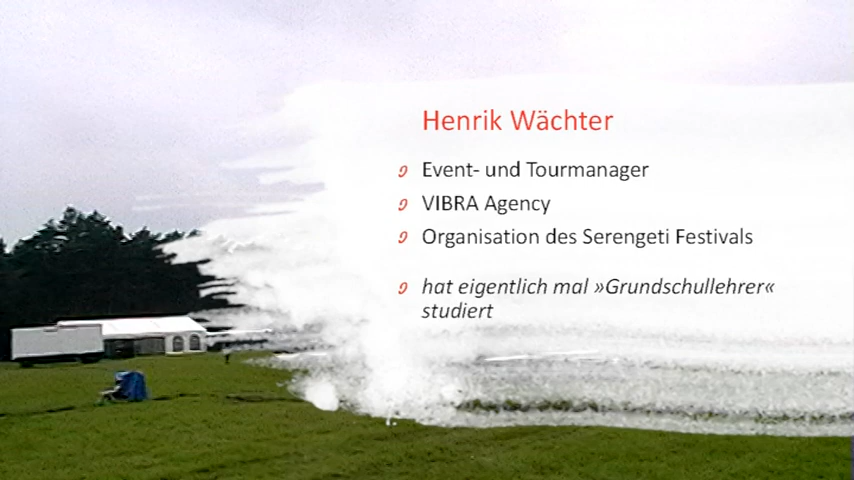 Henrik Wächter
Event- und Tourmanager
VIBRA Agency
Organisation des Serengeti Festivals
hat eigentlich mal »Grundschullehrer«
studiert